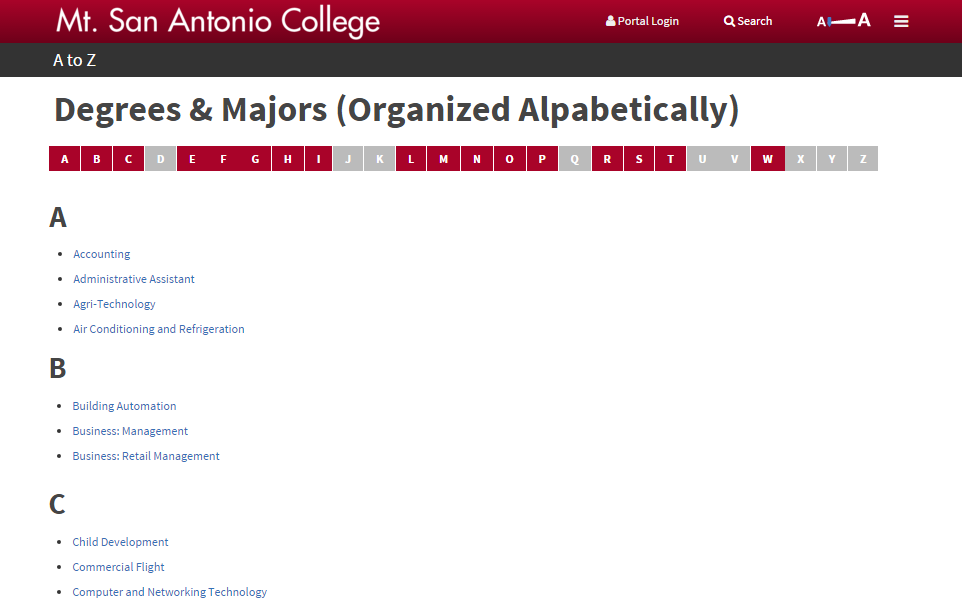 Mt. San Antonio College
Portal Login Search A A
A to Z
Degrees & Majors (Organized Alpabetically)
A B C D E F G H I J K L M N O P Q R S T U V W X Y Z
A
Accounting
Administrative Assistant
Agri-Technology
Air Conditioning and Refrigeration
B
Building Automation
Business: Management
Business: Retail Management
C
Child Development
Commercial Flight
Computer and Networking Technology